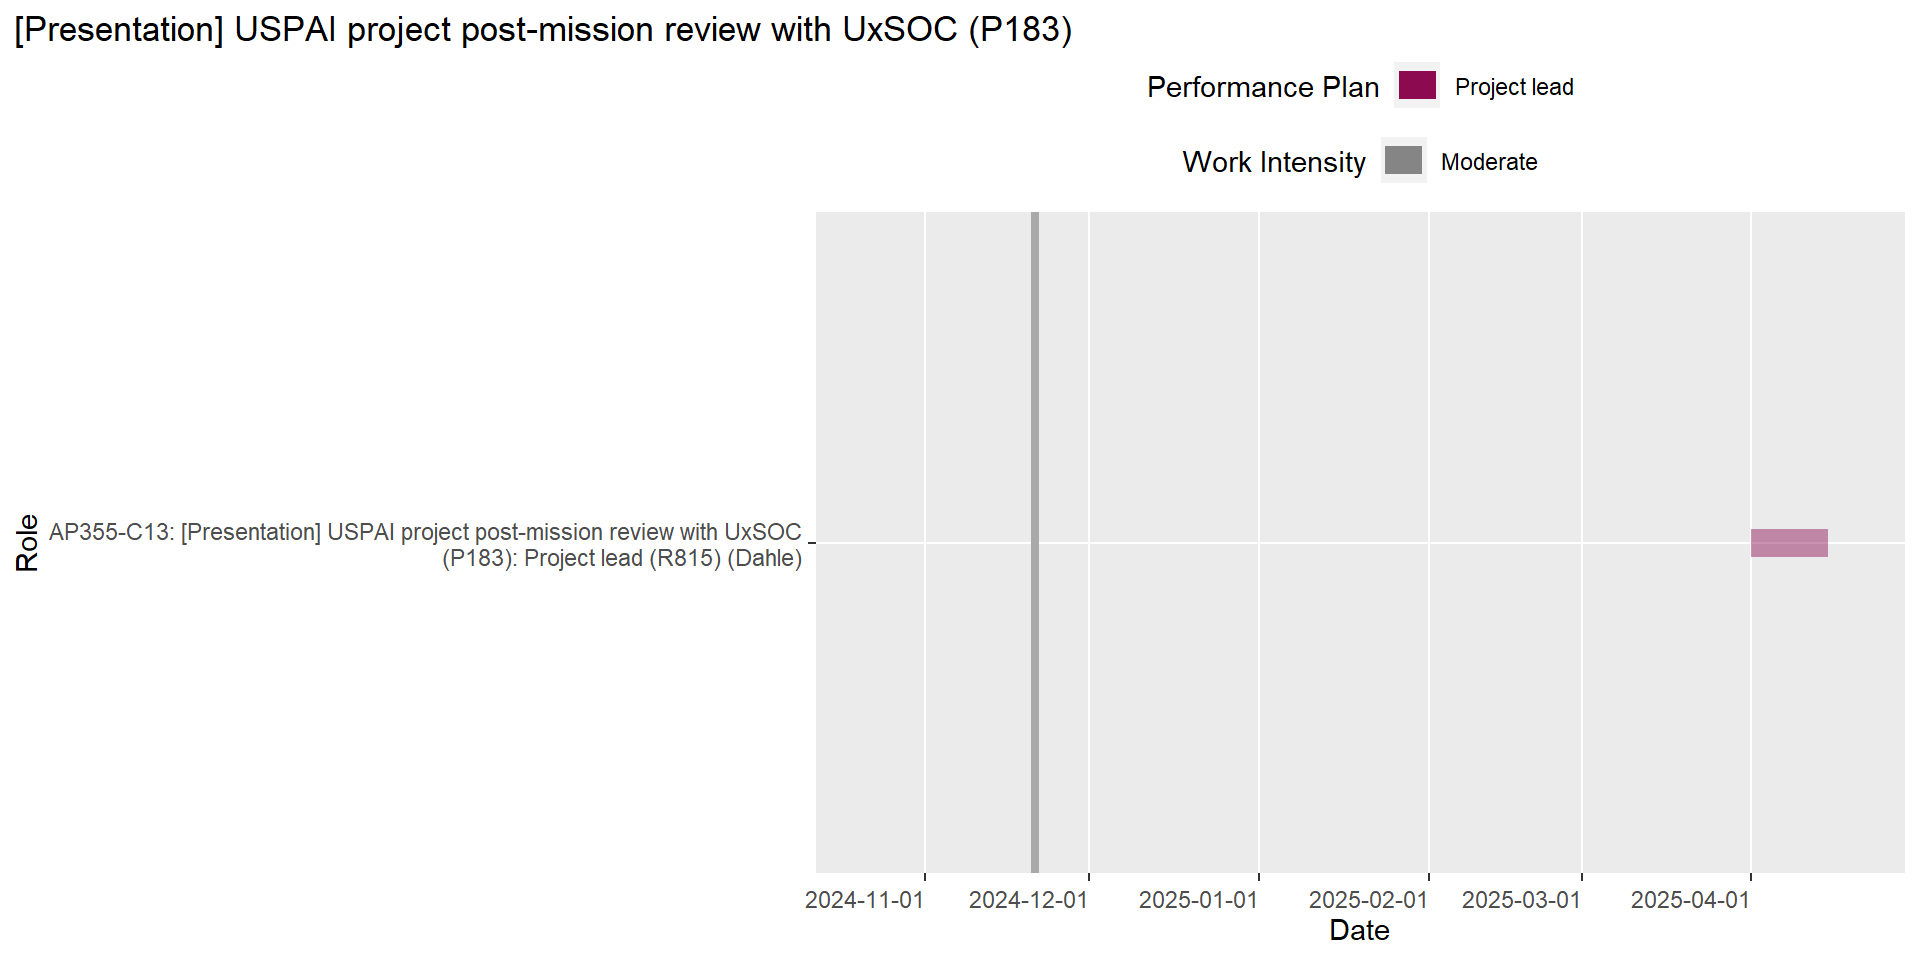 [Presentation] USPAI project post-mission review with UxSOC (P183)
Performance Plan
Project lead
Work Intensity
Moderate
Role
AP355-C13: [Presentation] USPAI project post-mission review with UxSOC
(P183): Project lead (R815) (Dahle)
2024-11-01
2024-12-01
2025-01-01
2025-02-01
2025-03-01
2025-04-01
Date